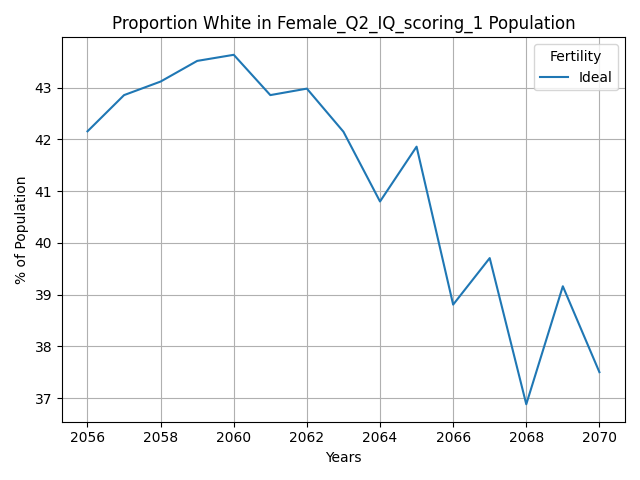 Proportion White in Female_Q2_IQ_scoring_1 Population
Fertility
Ideal
% of Population
43
42
41
40
39
38
37
2056 2058 2060 2062 2064 2066 2068 2070
Years